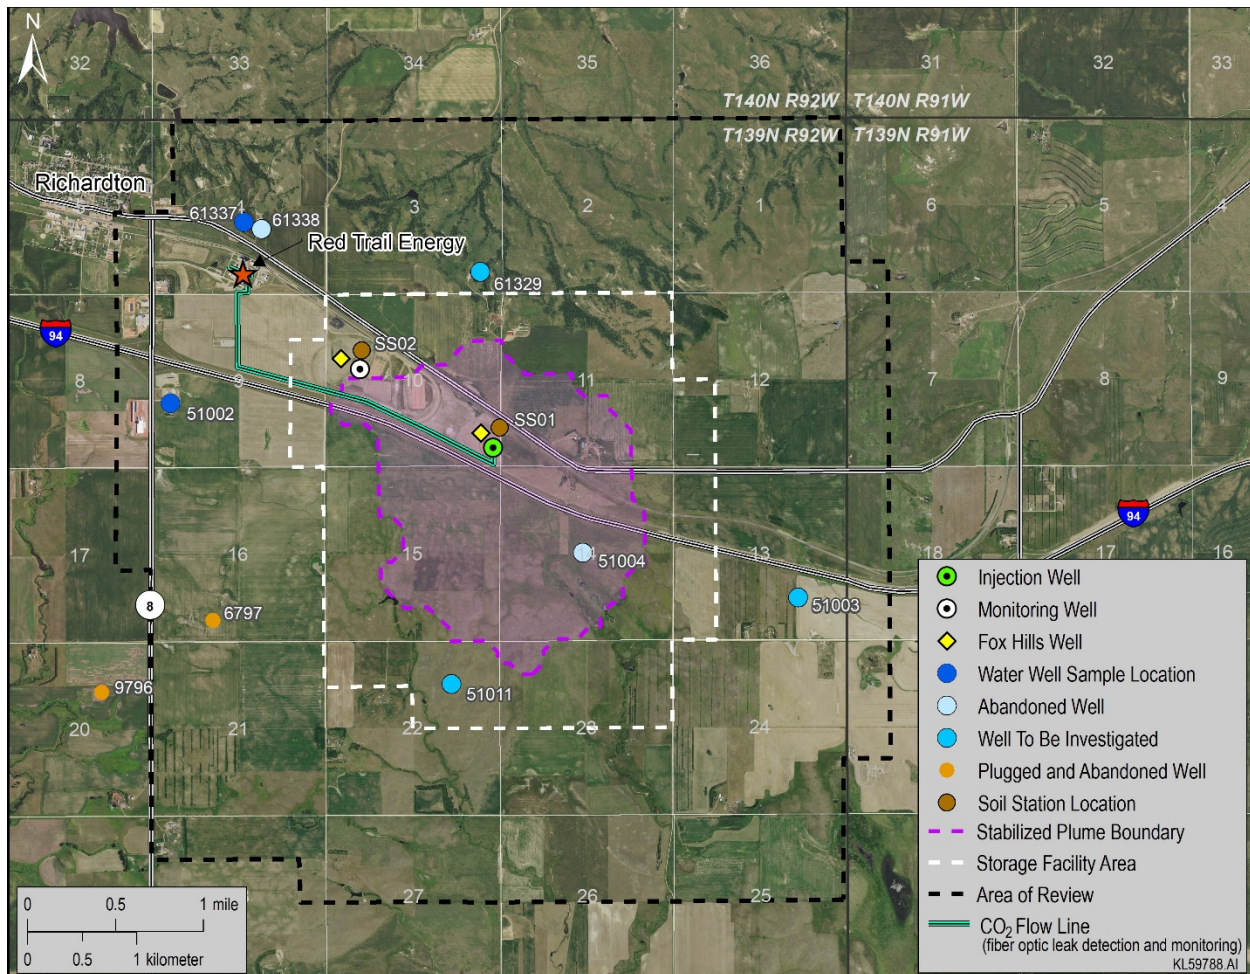 N
32
33
34
35
36
32
33
T140N R92W
T140N R91W
T139N R92W
T139N R91W
Richardton
61337
61338
4
3
2
1
6
5
4
Red Trail Energy
61329
94
SS02
8
9
10
11
12
7
8
9
51002
SS01
94
17
16
15
14
13
18
17
16
51004
51003
8
6797
9796
51011
20
21
22
23
24
27
26
25
Injection Well
Monitoring Well
Fox Hills Well
Water Well Sample Location
Abandoned Well
Well To Be Investigated
Plugged and Abandoned Well
Soil Station Location
Stabilized Plume Boundary
Storage Facility Area
Area of Review
CO2 Flow Line
(fiber optic leak detection and monitoring)
KL59788.AI
0 0.5 1 mile
0 0.5 1 kilometer